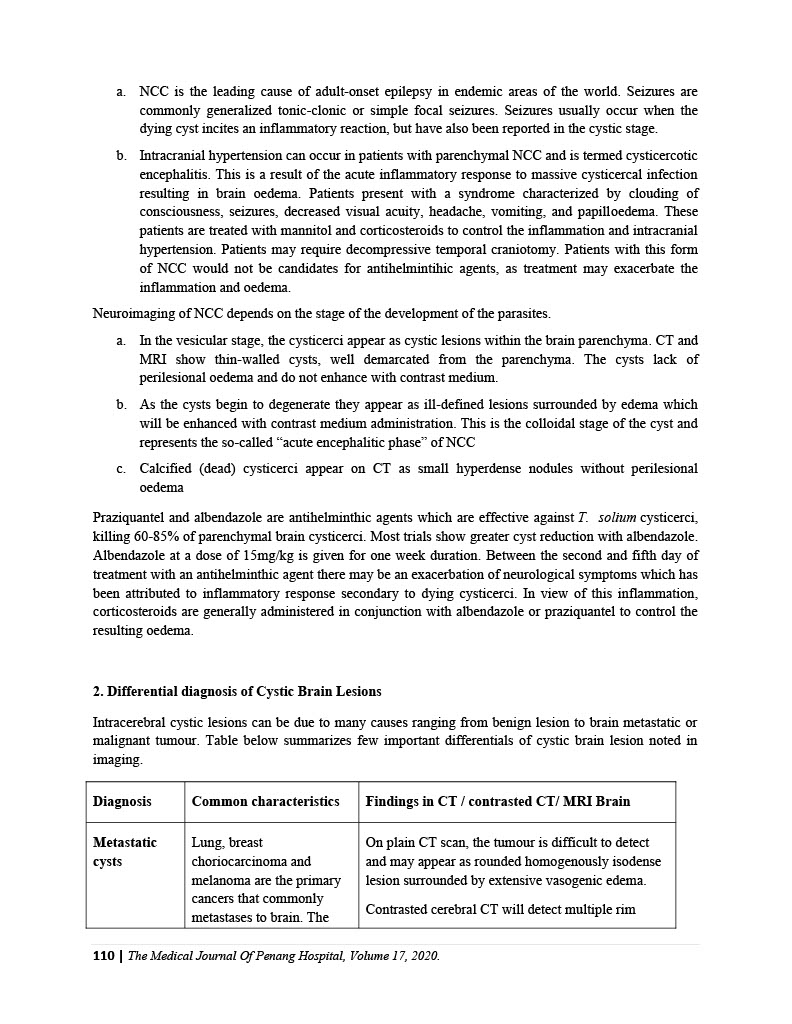 a. NCC is the leading cause of adult-onset epilepsy in endemic areas of the world. Seizures are
commonly generalized tonic-clonic or simple focal seizures. Seizures usually occur when the
dying cyst incites an inflammatory reaction, but have also been reported in the cystic stage.
b. Intracranial hypertension can occur in patients with parenchymal NCC and is termed cysticercotic
encephalitis. This is a result of the acute inflammatory response to massive cysticercal infection
resulting in brain oedema. Patients present with a syndrome characterized by clouding of
consciousness, seizures, decreased visual acuity, headache, vomiting, and papilloedema. These
patients are treated with mannitol and corticosteroids to control the inflammation and intracranial
hypertension. Patients may require decompressive temporal craniotomy. Patients with this form
of NCC would not be candidates for antihelmintihic agents, as treatment may exacerbate the
inflammation and oedema.
Neuroimaging of NCC depends on the stage of the development of the parasites.
a. In the vesicular stage, the cysticerci appear as cystic lesions within the brain parenchyma. CT and
MRI show thin-walled cysts, well demarcated from the parenchyma. The cysts lack of
perilesional oedema and do not enhance with contrast medium.
b. As the cysts begin to degenerate they appear as ill-defined lesions surrounded by edema which
will be enhanced with contrast medium administration. This is the colloidal stage of the cyst and
represents the so-called “acute encephalitic phase” of NCC
c. Calcified (dead) cysticerci appear on CT as small hyperdense nodules without perilesional
oedema
Praziquantel and albendazole are antihelminthic agents which are effective against T. solium cysticerci,
killing 60-85% of parenchymal brain cysticerci. Most trials show greater cyst reduction with albendazole.
Albendazole at a dose of 15mg/kg is given for one week duration. Between the second and fifth day of
treatment with an antihelminthic agent there may be an exacerbation of neurological symptoms which has
been attributed to inflammatory response secondary to dying cysticerci. In view of this inflammation,
corticosteroids are generally administered in conjunction with albendazole or praziquantel to control the
resulting oedema.
2. Differential diagnosis of Cystic Brain Lesions
Intracerebral cystic lesions can be due to many causes ranging from benign lesion to brain metastatic or
malignant tumour. Table below summarizes few important differentials of cystic brain lesion noted in
imaging.
Diagnosis
Common characteristics
Findings in CT / contrasted CT/ MRI Brain
Metastatic
cysts
Lung, breast
choriocarcinoma and
melanoma are the primary
cancers that commonly
metastases to brain. The
On plain CT scan, the tumour is difficult to detect
and may appear as rounded homogenously isodense
lesion surrounded by extensive vasogenic edema.
Contrasted cerebral CT will detect multiple rim
110 | The Medical Journal Of Penang Hospital, Volume 17, 2020.